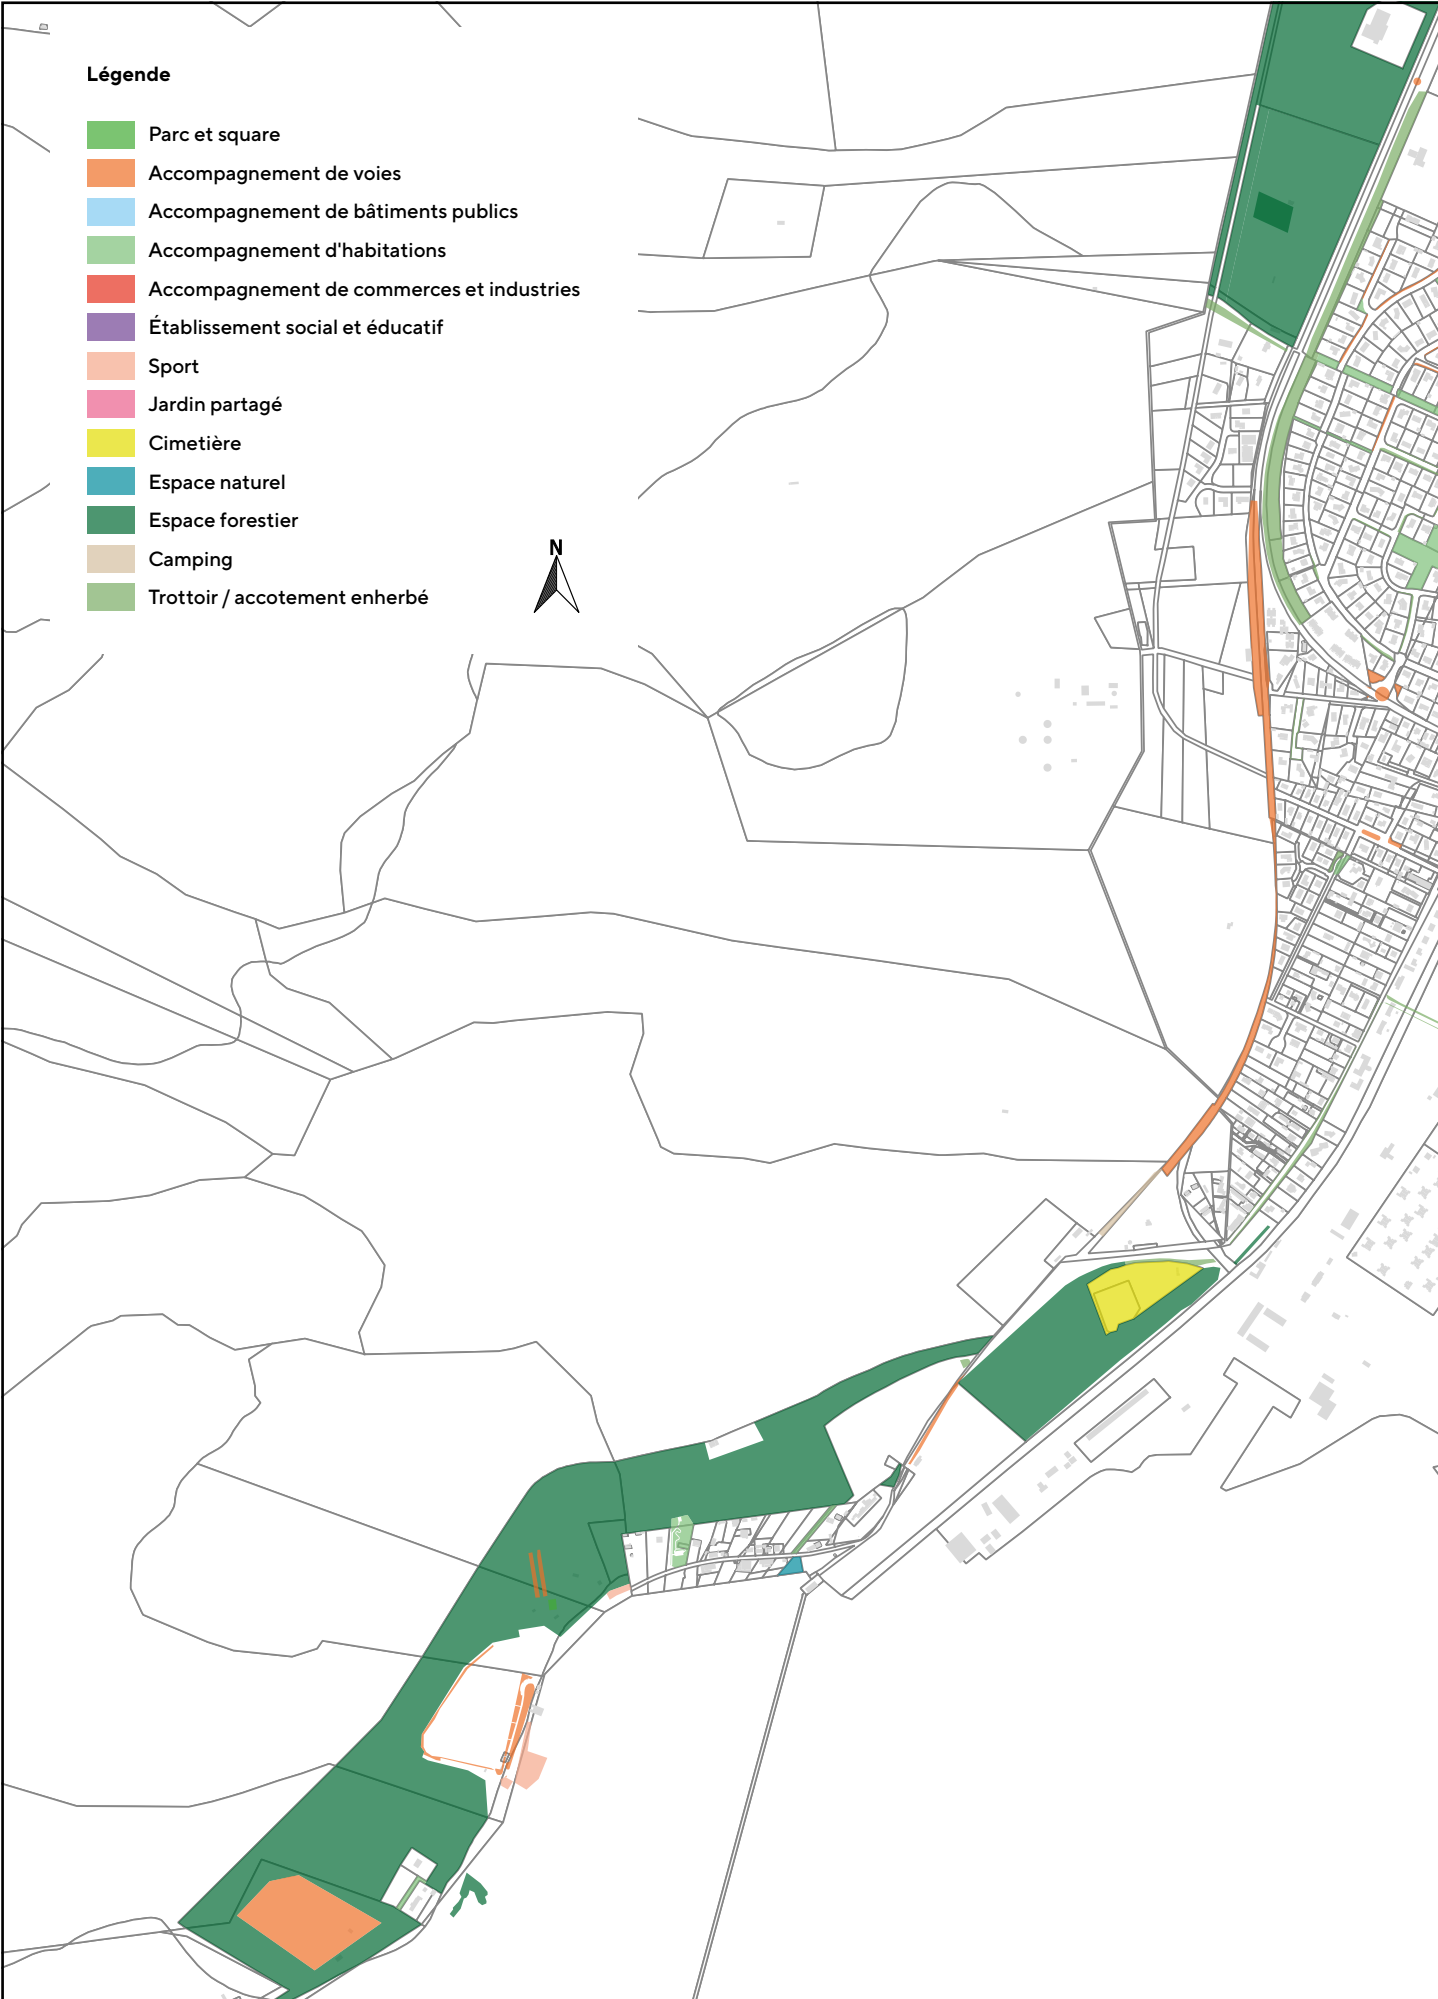 Légende
Parc et square
Accompagnement de voies
Accompagnement de bâtiments publics
Accompagnement d'habitations
Accompagnement de commerces et industries
Établissement social et éducatif
Sport
Jardin partagé
Cimetière
Espace naturel
Espace forestier
Camping
Trottoir / accotement enherbé
N